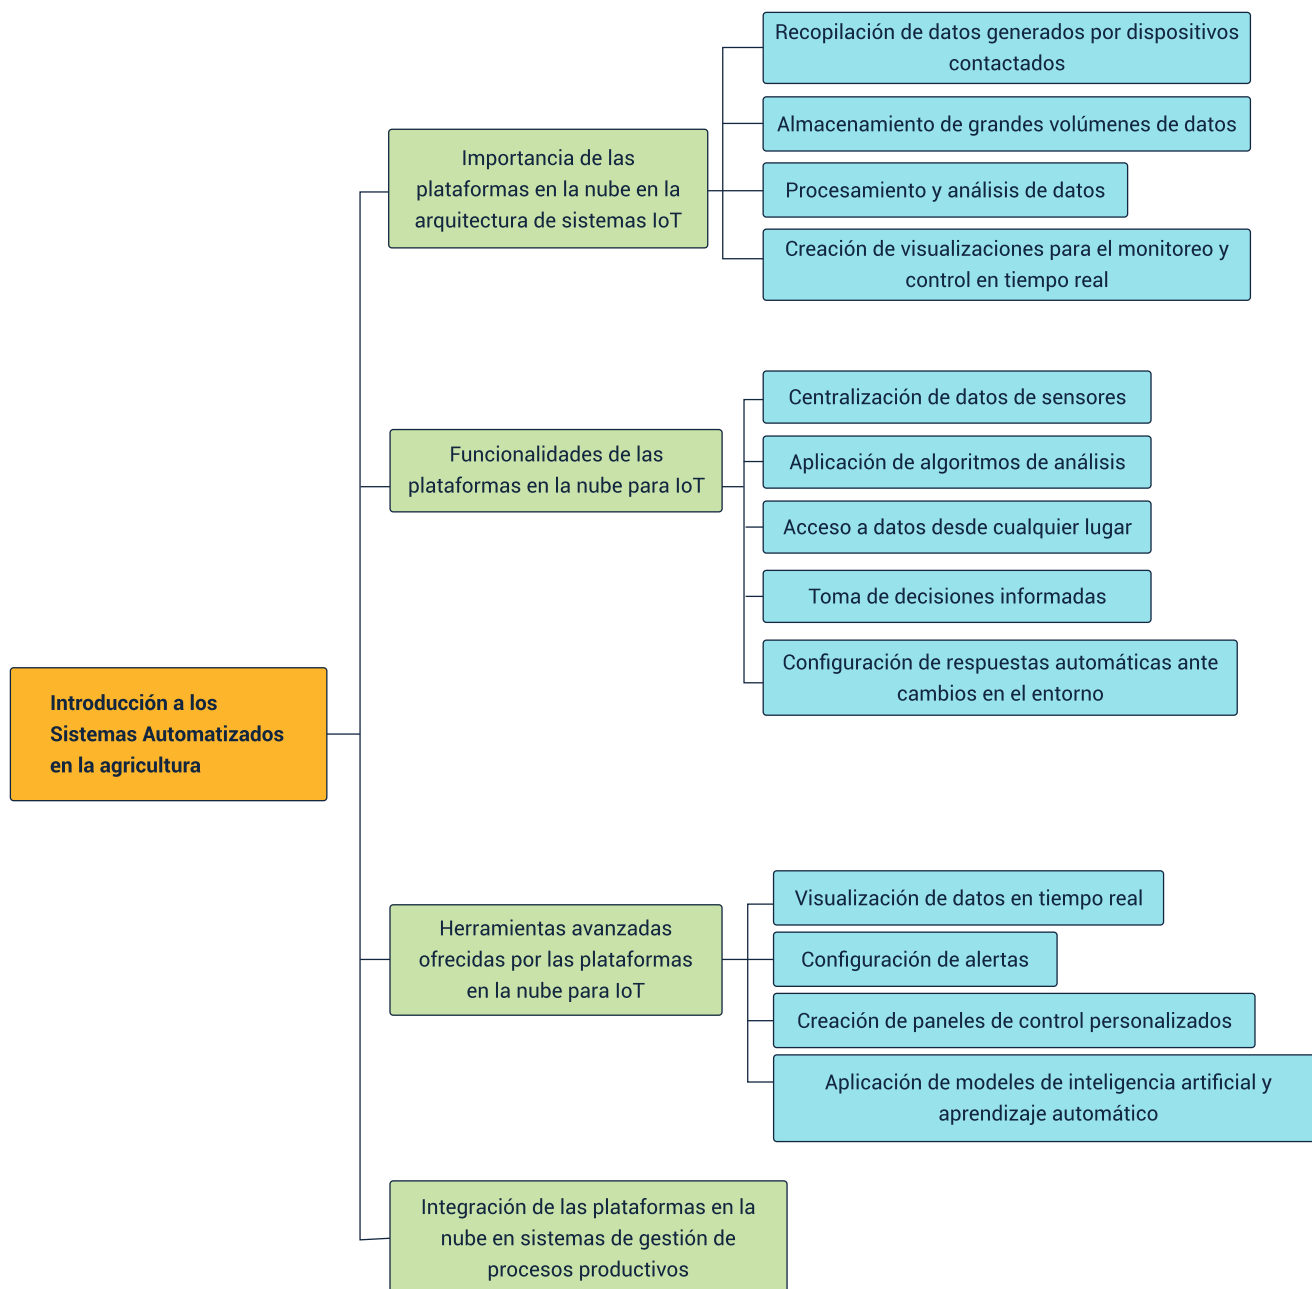 Introducción a los
Sistemas Automatizados
en la agricultura
Importancia de las
plataformas en la nube en la
arquitectura de sistemas IoT
Recopilación de datos generados por dispositivos
contactados
Almacenamiento de grandes volúmenes de datos
Procesamiento y análisis de datos
Creación de visualizaciones para el monitoreo y
control en tiempo real
Funcionalidades de las
plataformas en la nube para IoT
Centralización de datos de sensores
Aplicación de algoritmos de análisis
Acceso a datos desde cualquier lugar
Toma de decisiones informadas
Configuración de respuestas automáticas ante
cambios en el entorno
Herramientas avanzadas
ofrecidas por las plataformas
en la nube para IoT
Visualización de datos en tiempo real
Configuración de alertas
Creación de paneles de control personalizados
Aplicación de modeles de inteligencia artificial y
aprendizaje automático
Integración de las plataformas en la
nube en sistemas de gestión de
procesos productivos